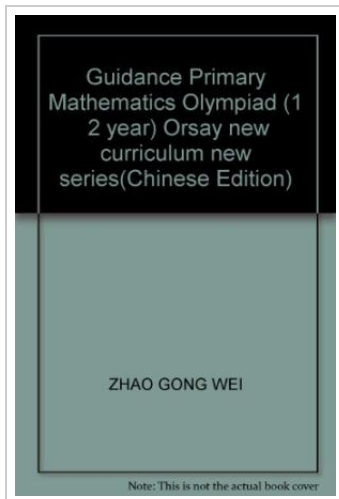 Guidance Primary
Mathematics Olympiad (1
2 year) Orsay new
curriculum new
series(Chinese Edition)
ZHAO GONG WEI
Note: This is not the actual book cover